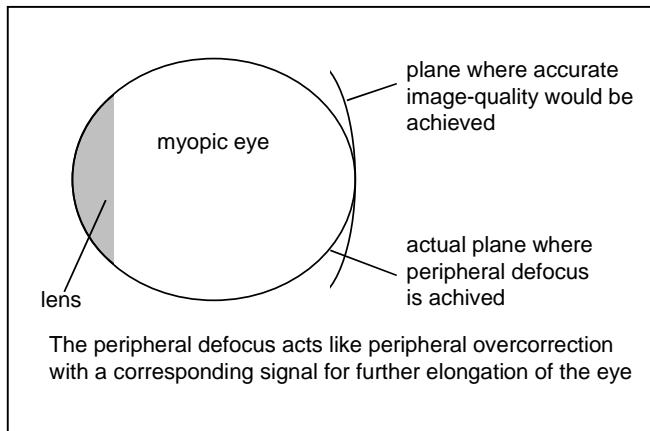 plane where accurate
image-quality would be
achieved
myopic eye
actual plane where
peripheral defocus
is achived
lens
The peripheral defocus acts like peripheral overcorrection
with a corresponding signal for further elongation of the eye